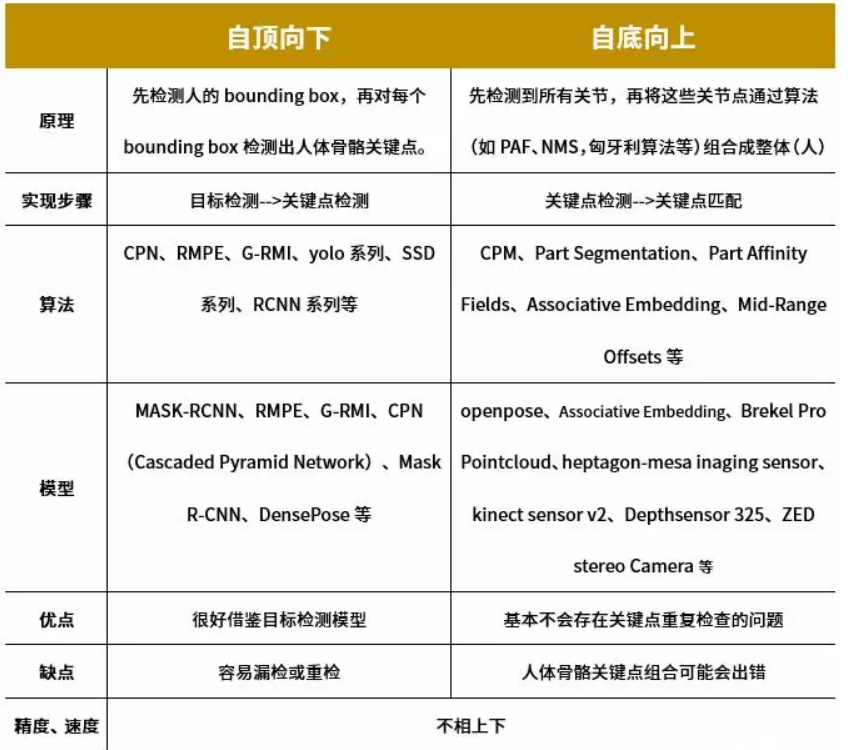 自顶向下
自底向上
原理
先检测人的 bounding box，再对每个
bounding box 检测出人体骨骼关键点。
先检测到所有关节，再将这些关节点通过算法
（如 PAF、NMS，匈牙利算法等）组合成整体（人）
实现步骤
目标检测-->关键点检测
关键点检测-->关键点匹配
算法
CPN、RMPE、G-RMI、yolo 系列、SSD
系列、RCNN 系列等
CPM、Part Segmentation、Part Affinity
Fields、Associative Embedding、Mid-Range
Offsets 等
模型
MASK-RCNN、RMPE、G-RMI、CPN
（Cascaded Pyramid Network）、Mask
R-CNN、DensePose 等
openpose、Associative Embedding、Brekel Pro
Pointcloud、heptagon-mesa inaging sensor、
kinect sensor v2、Depthsensor 325、ZED
stereo Camera 等
优点
很好借鉴目标检测模型
基本不会存在关键点重复检查的问题
缺点
容易漏检或重检
人体骨骼关键点组合可能会出错
精度、速度
不相上下